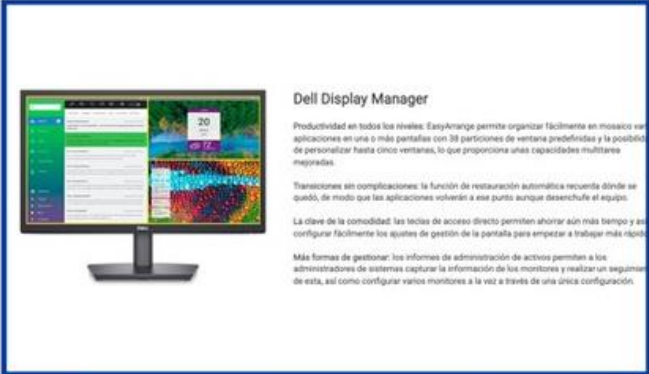 Dell Display Manager
Productividad en todos los niveles: EasyArrange permite organizar fácilmente en mosaico
aplicaciones en una o más pantallas con 38 particiones de ventana predefinidas y la
de personalizar hasta cinco ventanas, lo que proporciona unas capacidades multitarea
mejoradas.
Transiciones sin complicaciones: la función de restauración automática recuerda dónde se
quedó, de modo que las aplicaciones volverán a ese punto aunque desenchufe el equipo.
La clave de la comodidad: las teclas de acceso directo permiten ahorrar aún más tiempo y
configurar fácilmente los ajustes de gestión de la pantalla para empezar a trabajar más
Más formas de gestionar: los informes de administración de activos permiten a los
administradores de sistemas capturar la información de los monitores y realizar un
de esta, así como configurar varios monitores a la vez a través de una única configuración.
20
12
DELL